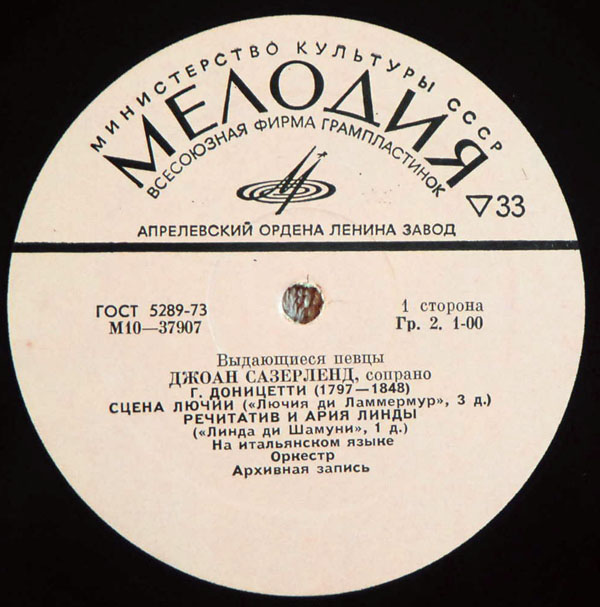 МИНИСТЕРСТВО КУЛЬТУРЫ СССР
МЕЛОДИЯ
ВСЕСОЮЗНАЯ ФИРМА ГРАМПЛАСТИНОК
▽33
АПРЕЛЕВСКИЙ ОРДЕНА ЛЕНИНА ЗАВОД
ГОСТ 5289-73
М10—37907
1 сторона
Гр. 2. 1-00
Выдающиеся певцы
ДЖОАН САЗЕРЛЕНД, сопрано
Г. ДОНИЦЕТТИ (1797—1848)
СЦЕНА ЛЮЧИИ («Лючия ди Ламмермур», 3 д.)
РЕЧИТАТИВ И АРИЯ ЛИНДЫ
(«Линда ди Шамуни», 1 д.)
На итальянском языке
Оркестр
Архивная запись